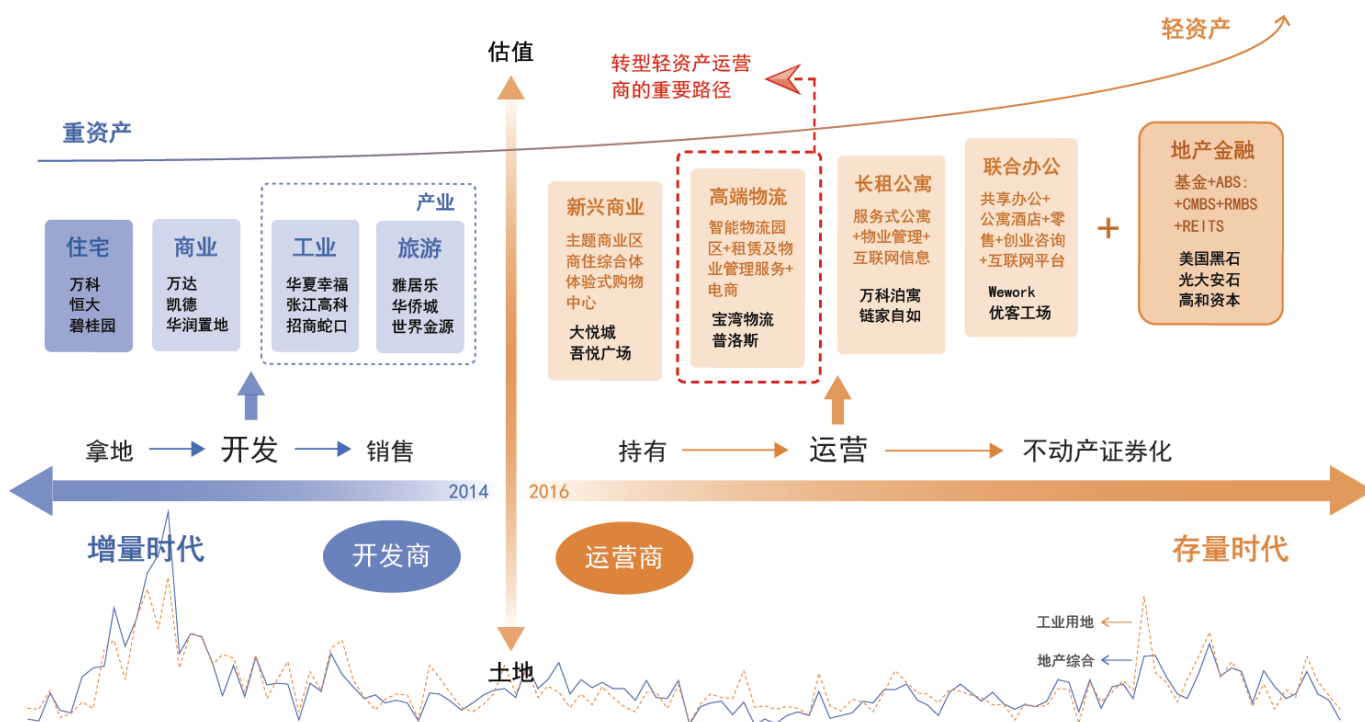 轻资产
估值
转型轻资产运营
商的重要路径
重资产
产业
住宅
万科
恒大
碧桂园
商业
万达
凯德
华润置地
工业
华夏幸福
张江高科
招商蛇口
旅游
雅居乐
华侨城
世界金源
新兴商业
主题商业区
商住综合体
体验式购物
中心
大悦城
吾悦广场
高端物流
智能物流园
区+租赁及物
业管理服务+
电商
宝湾物流
普洛斯
长租公寓
服务式公寓
+物业管理+
互联网信息
万科泊寓
链家自如
联合办公
共享办公+
公寓酒店+零
售+创业咨询
+互联网平台
Wework
优客工场
+
地产金融
基金+ABS:
+CMBS+RMBS
+REITS
美国黑石
光大安石
高和资本
拿地
开发
销售
持有
运营
不动产证券化
2014
2016
增量时代
开发商
运营商
存量时代
工业用地
地产综合
土地